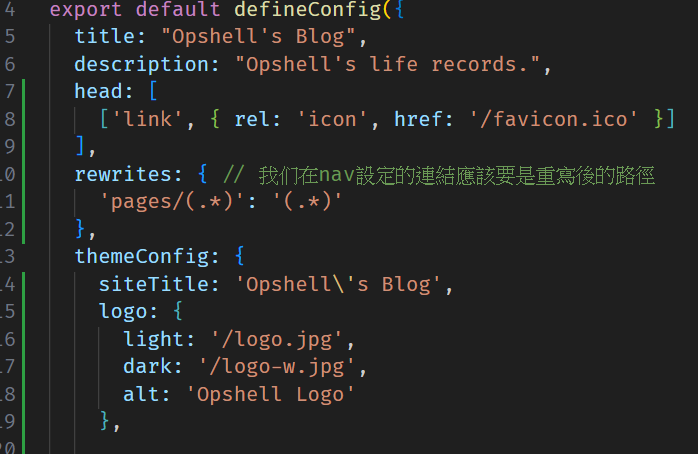 4 export default defineConfig({
5 title: "Opshell's Blog",
6 description: "Opshell's life records.",
7 head: [
8 ['link', { rel: 'icon', href: '/favicon.ico' }]
9 ],
10 rewrites: { // 我们在nav設定的連結應該要是重寫後的路徑
11 'pages/(.*)': '(.*)'
12 },
13 themeConfig: {
14 siteTitle: 'Opshell\'s Blog',
15 logo: {
16 light: '/logo.jpg',
17 dark: '/logo-w.jpg',
18 alt: 'Opshell Logo'
19 },
20